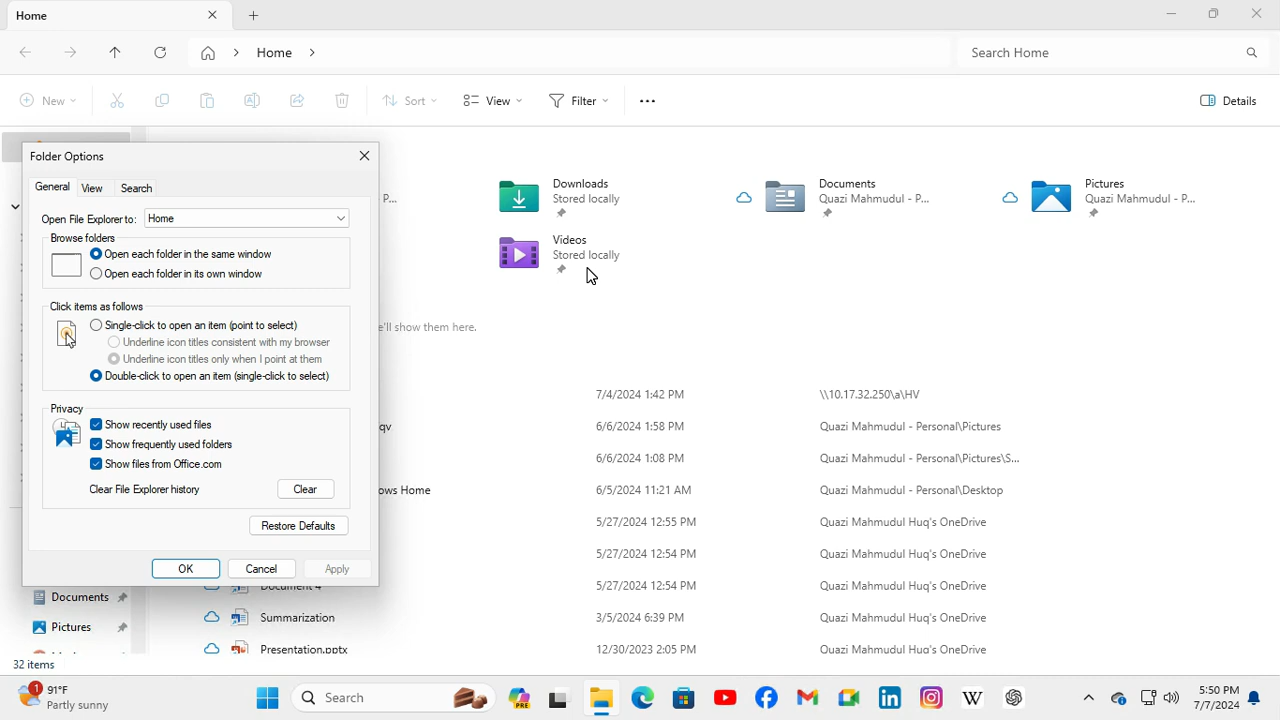 Home
Home
Search Home
New
Sort
View
Filter
Details
Folder Options
General View Search
Open File Explorer to: Home
Browse folders
Open each folder in the same window
Open each folder in its own window
Click items as follows
Single-click to open an item (point to select)
Underline icon titles consistent with my browser
Underline icon titles only when I point at them
Double-click to open an item (single-click to select)
Privacy
Show recently used files
Show frequently used folders
Show files from Office.com
Clear File Explorer history Clear
Restore Defaults
OK Cancel Apply
P...
Downloads
Stored locally
Documents
Quazi Mahmudul - P...
Pictures
Quazi Mahmudul - P...
Videos
Stored locally
'll show them here.
7/4/2024 1:42 PM \\10.17.32.250\a\HV
qv 6/6/2024 1:58 PM Quazi Mahmudul - Personal\Pictures
6/6/2024 1:08 PM Quazi Mahmudul - Personal\Pictures\S...
ows Home 6/5/2024 11:21 AM Quazi Mahmudul - Personal\Desktop
5/27/2024 12:55 PM Quazi Mahmudul Huq's OneDrive
5/27/2024 12:54 PM Quazi Mahmudul Huq's OneDrive
Document 4 5/27/2024 12:54 PM Quazi Mahmudul Huq's OneDrive
Summarization 3/5/2024 6:39 PM Quazi Mahmudul Huq's OneDrive
Presentation.pptx 12/30/2023 2:05 PM Quazi Mahmudul Huq's OneDrive
Documents
Pictures
32 items
1
91°F
Partly sunny
Search
PRE
W
5:50 PM
7/7/2024